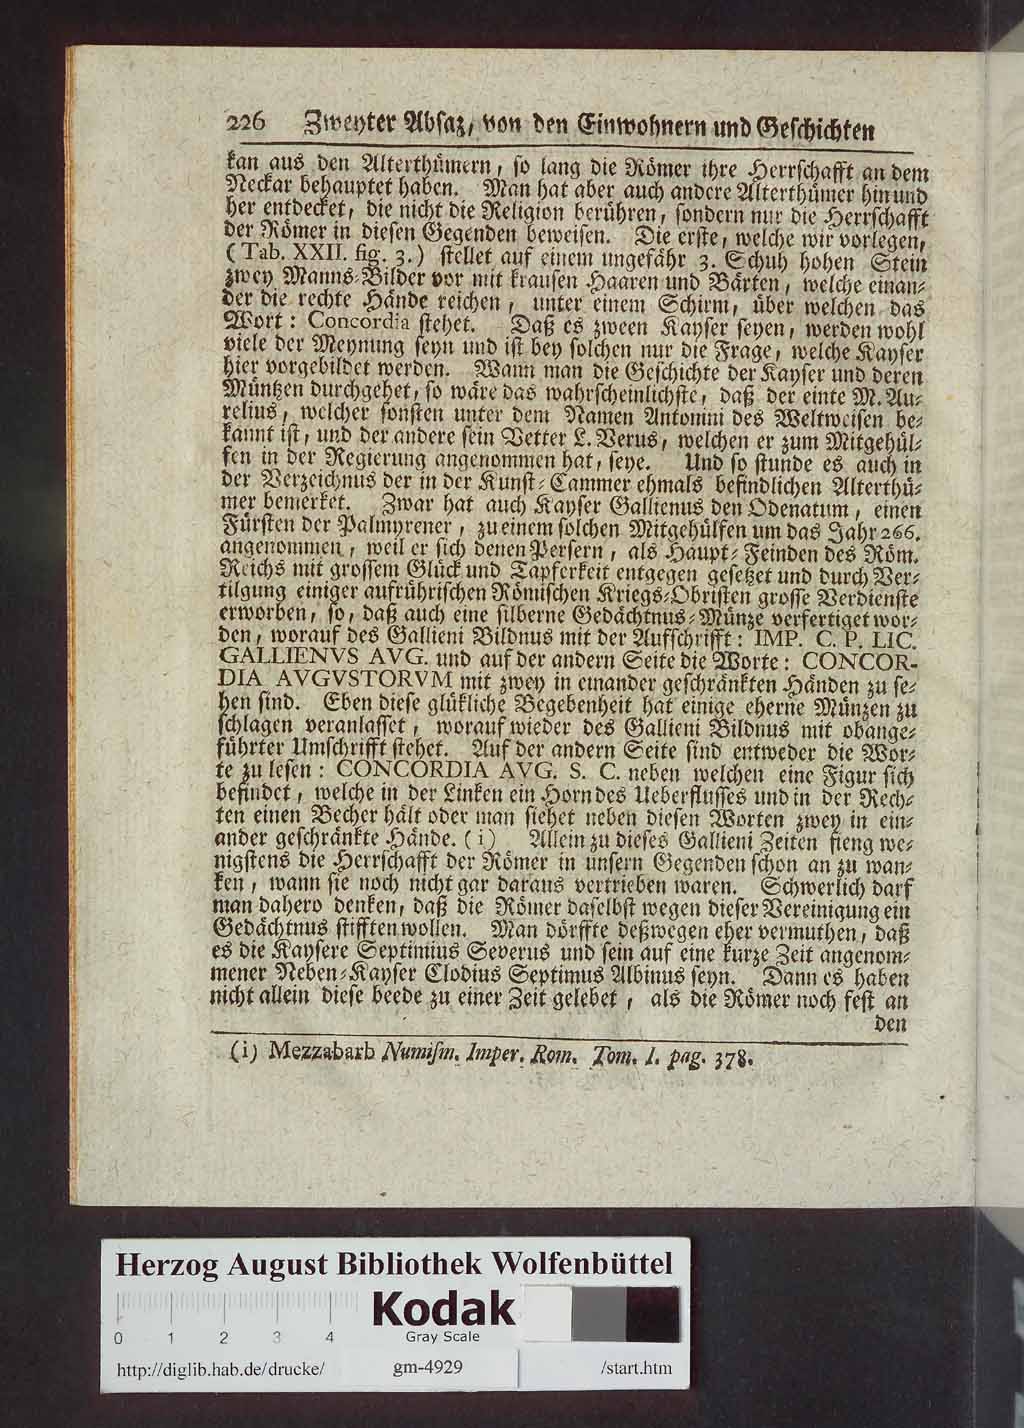 226 Zweyter Absaz, von den Einwohnern und Geschichten
kan aus den Alterthümern, so lang die Römer ihre Herrschafft an dem
Neckar behauptet haben. Man hat aber auch andere Alterthümer hin und
her entdecket, die nicht die Religion berühren, sondern nur die Herrschafft
der Römer in diesen Gegenden beweisen. Die erste, welche wir vorlegen,
(Tab. XXII. fig. 3.) stellet auf einem ungefähr 3. Schuh hohen Stein
zwey Manns-Bilder vor mit krausen Haaren und Bärten, welche einan-
der die rechte Hände reichen, unter einem Schirm, über welchen das
Wort: Concordia stehet. Daß es zween Kayser seyen, werden wohl
viele der Meynung seyn und ist bey solchen nur die Frage, welche Kayser
hier vorgebildet werden. Wann man die Geschichte der Kayser und deren
Müntzen durchgehet, so wäre das wahrscheinlichste, daß der einte M. Au-
relius, welcher sonsten unter dem Namen Antonini des Weltweisen be-
kannt ist, und der andere sein Vetter L. Verus, welchen er zum Mitgehül-
fen in der Regierung angenommen hat, seye. Und so stunde es auch in
der Verzeichnus der in der Kunst-Cammer ehmals befindlichen Alterthü-
mer bemerket. Zwar hat auch Kayser Gallienus den Odenatum, einen
Fürsten der Palmyrener, zu einem solchen Mitgehülfen um das Jahr 266.
angenommen, weil er sich denen Persern, als Haupt-Feinden des Röm.
Reichs mit grossem Glück und Tapferkeit entgegen gesetzet und durch Ver-
tilgung einiger aufrührischen Römischen Kriegs-Obristen grosse Verdienste
erworben, so, daß auch eine silberne Gedächtnus-Münze verfertiget wor-
den, worauf des Gallieni Bildnus mit der Aufschrifft: IMP. C. P. LIC.
GALLIENVS AVG. und auf der andern Seite die Worte: CONCOR-
DIA AVGVSTORVM mit zwey in einander geschränkten Händen zu se-
hen sind. Eben diese glükliche Begebenheit hat einige eherne Münzen zu
schlagen veranlasset, worauf wieder des Gallieni Bildnus mit obange-
führter Umschrifft stehet. Auf der andern Seite sind entweder die Wor-
te zu lesen: CONCORDIA AVG. S. C. neben welchen eine Figur sich
befindet, welche in der Linken ein Horn des Ueberflusses und in der Rech-
ten einen Becher hält oder man siehet neben diesen Worten zwey in ein-
ander geschränkte Hände. (i) Allein zu dieses Gallieni Zeiten fieng we-
nigstens die Herrschafft der Römer in unsern Gegenden schon an zu wan-
ken, wann sie noch nicht gar daraus vertrieben waren. Schwerlich darf
man dahero denken, daß die Römer daselbst wegen dieser Vereinigung ein
Gedächtnus stifften wollen. Man dörffte deßwegen eher vermuthen, daß
es die Kaysere Septimius Severus und sein auf eine kurze Zeit angenom-
mener Neben-Kayser Clodius Septimus Albinus seyn. Dann es haben
nicht allein diese beede zu einer Zeit gelebet, als die Römer noch fest an
den
(i) Mezzabarb Numism. Imper. Rom. Tom. I. pag. 378.
Herzog August Bibliothek Wolfenbüttel
Kodak
0 1 2 3 4 Gray Scale
http://diglib.hab.de/drucke/ gm-4929 /start.htm